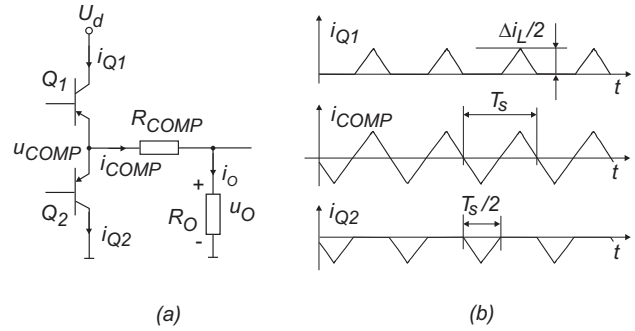 U_d
i_Q1
Q_1
R_COMP
u_COMP
i_COMP
i_O
Q_2
+
R_O
u_O
-
i_Q2
(a)
i_Q1
Δi_L/2
t
i_COMP
T_s
t
i_Q2
T_s/2
t
(b)